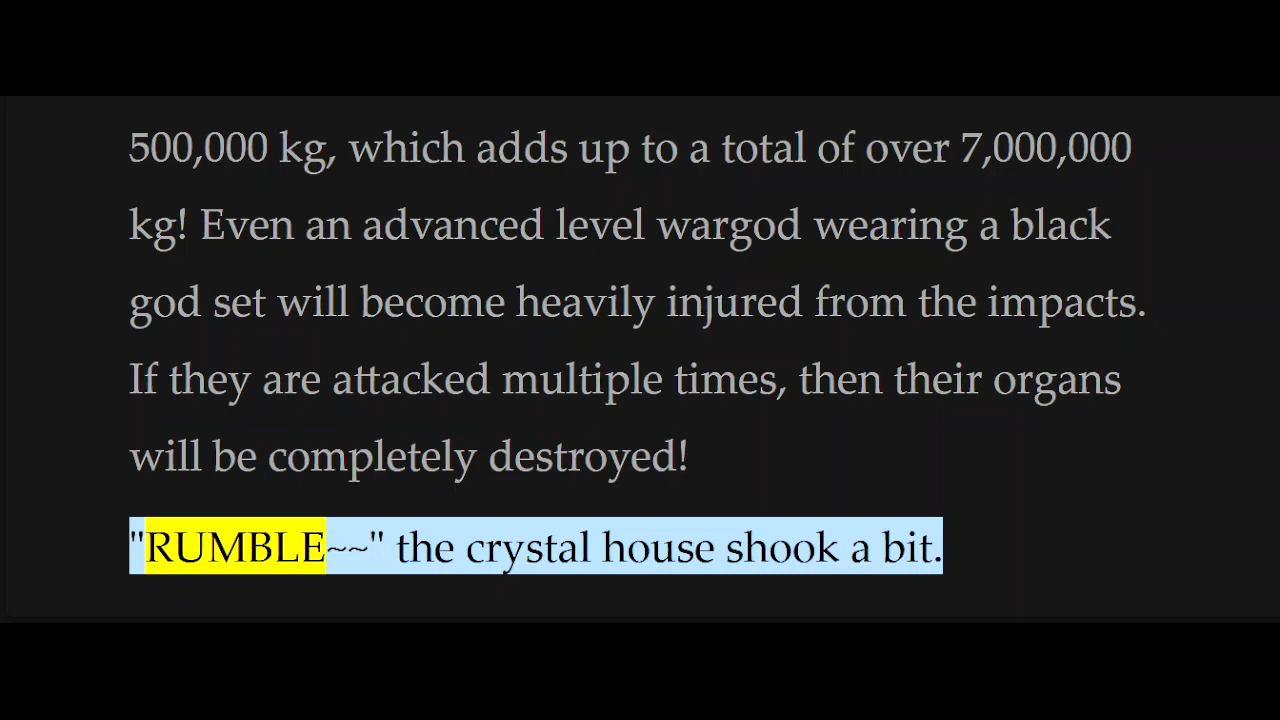 500,000 kg, which adds up to a total of over 7,000,000
kg! Even an advanced level wargod wearing a black
god set will become heavily injured from the impacts.
If they are attacked multiple times, then their organs
will be completely destroyed!
"RUMBLE~~" the crystal house shook a bit.